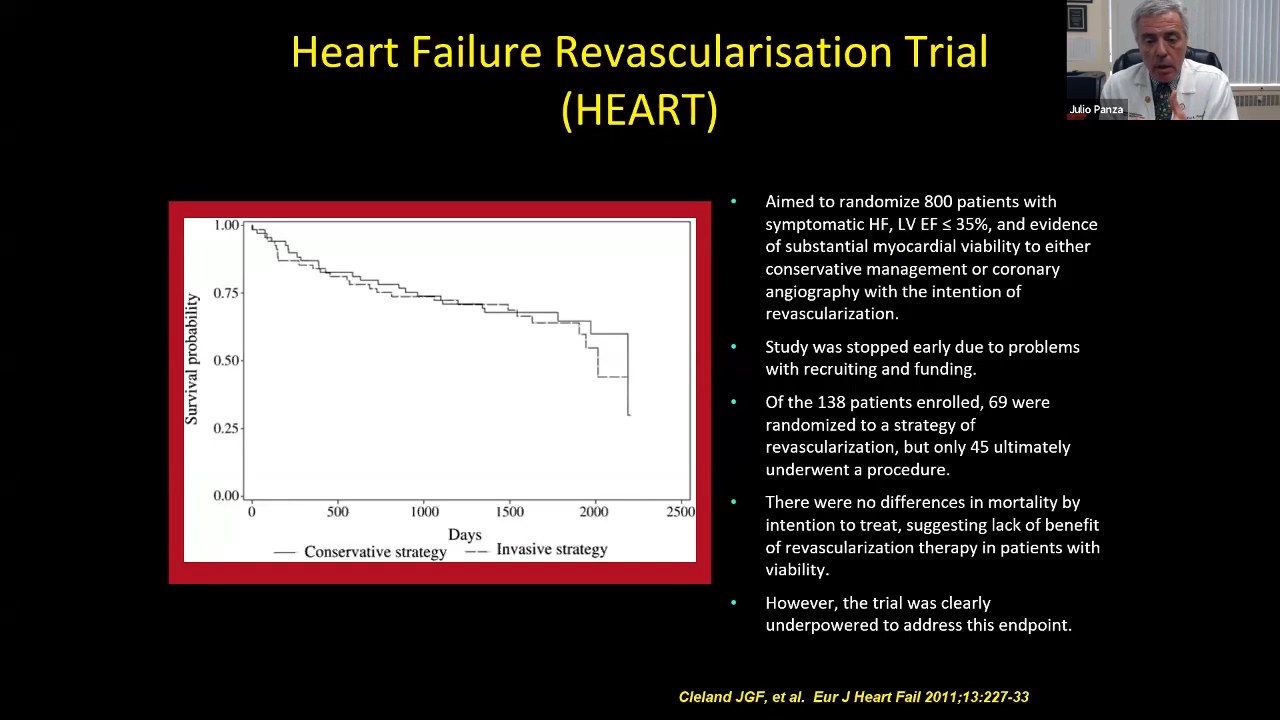 Heart Failure Revascularisation Trial
(HEART)
Julio Panza
1.00
0.75
0.50
0.25
0.00
Survival probability
0
500
1000
1500
2000
2500
Days
Conservative strategy
Invasive strategy
• Aimed to randomize 800 patients with
symptomatic HF, LV EF ≤ 35%, and evidence
of substantial myocardial viability to either
conservative management or coronary
angiography with the intention of
revascularization.
• Study was stopped early due to problems
with recruiting and funding.
• Of the 138 patients enrolled, 69 were
randomized to a strategy of
revascularization, but only 45 ultimately
underwent a procedure.
• There were no differences in mortality by
intention to treat, suggesting lack of benefit
of revascularization therapy in patients with
viability.
• However, the trial was clearly
underpowered to address this endpoint.
Cleland JGF, et al. Eur J Heart Fail 2011;13:227-33